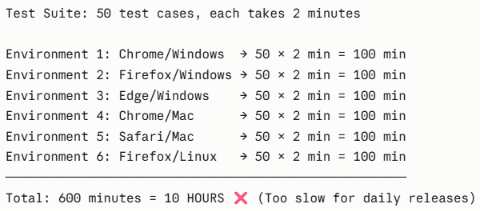 Test Suite: 50 test cases, each takes 2 minutes
Environment 1: Chrome/Windows → 50 × 2 min = 100 min
Environment 2: Firefox/Windows → 50 × 2 min = 100 min
Environment 3: Edge/Windows → 50 × 2 min = 100 min
Environment 4: Chrome/Mac → 50 × 2 min = 100 min
Environment 5: Safari/Mac → 50 × 2 min = 100 min
Environment 6: Firefox/Linux → 50 × 2 min = 100 min
Total: 600 minutes = 10 HOURS ❌ (Too slow for daily releases)